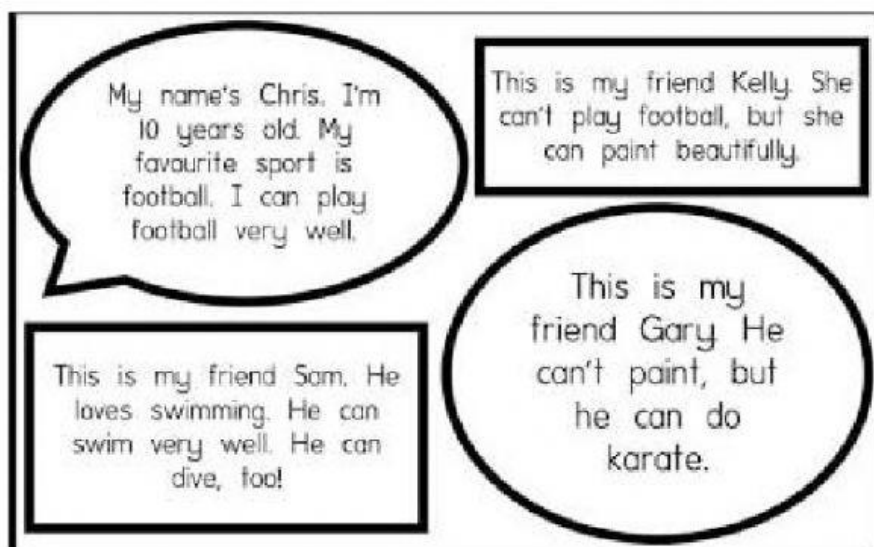 My name's Chris. I'm
10 years old. My
favourite sport is
football. I can play
football very well.
This is my friend Kelly. She
can't play football, but she
can paint beautifully.
This is my friend Sam. He
loves swimming. He can
swim very well. He can
dive, too!
This is my
friend Gary. He
can't paint, but
he can do
karate.